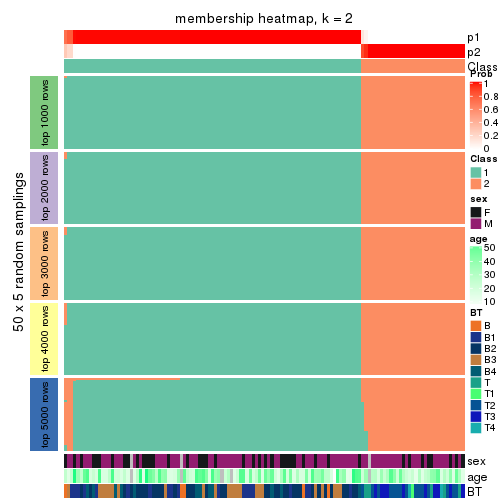 membership heatmap, k = 2
p1
p2
Class
50 x 5 random samplings
top 1000 rows
top 2000 rows
top 3000 rows
top 4000 rows
top 5000 rows
sex
age
BT
Prob
1
0.8
0.6
0.4
0.2
0
Class
1
2
sex
F
M
age
50
40
30
20
10
BT
B
B1
B2
B3
B4
T
T1
T2
T3
T4